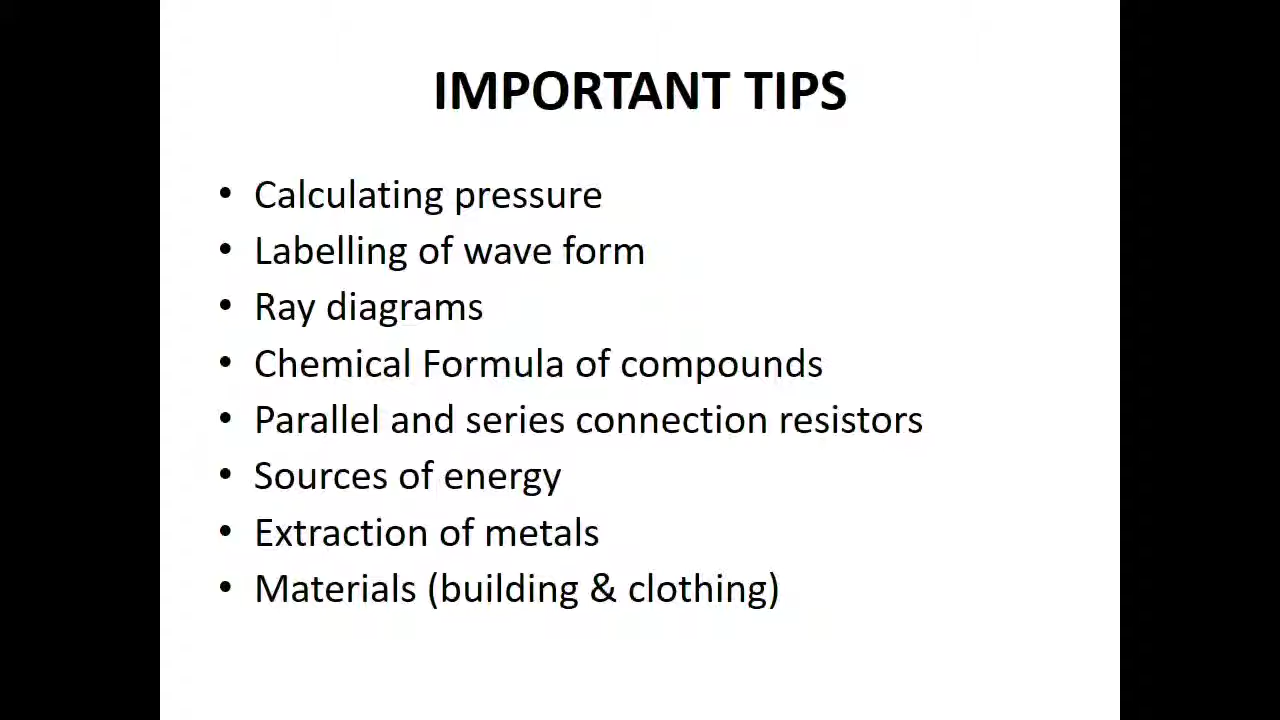 IMPORTANT TIPS
• Calculating pressure
• Labelling of wave form
• Ray diagrams
• Chemical Formula of compounds
• Parallel and series connection resistors
• Sources of energy
• Extraction of metals
• Materials (building & clothing)